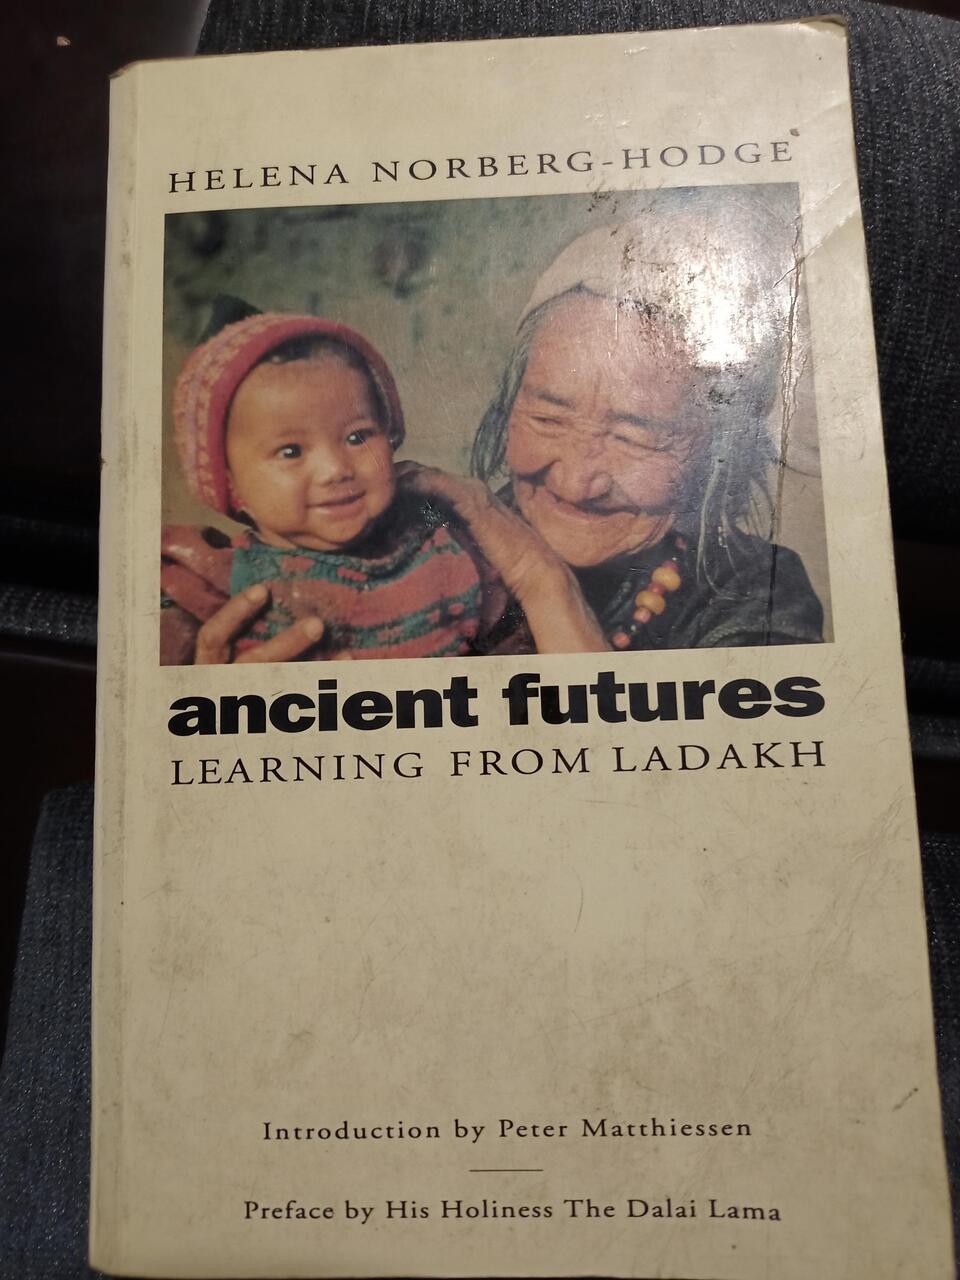 HELENA NORBERG-HODGE
ancient futures
LEARNING FROM LADAKH
Introduction by Peter Matthiessen
Preface by His Holiness The Dalai Lama